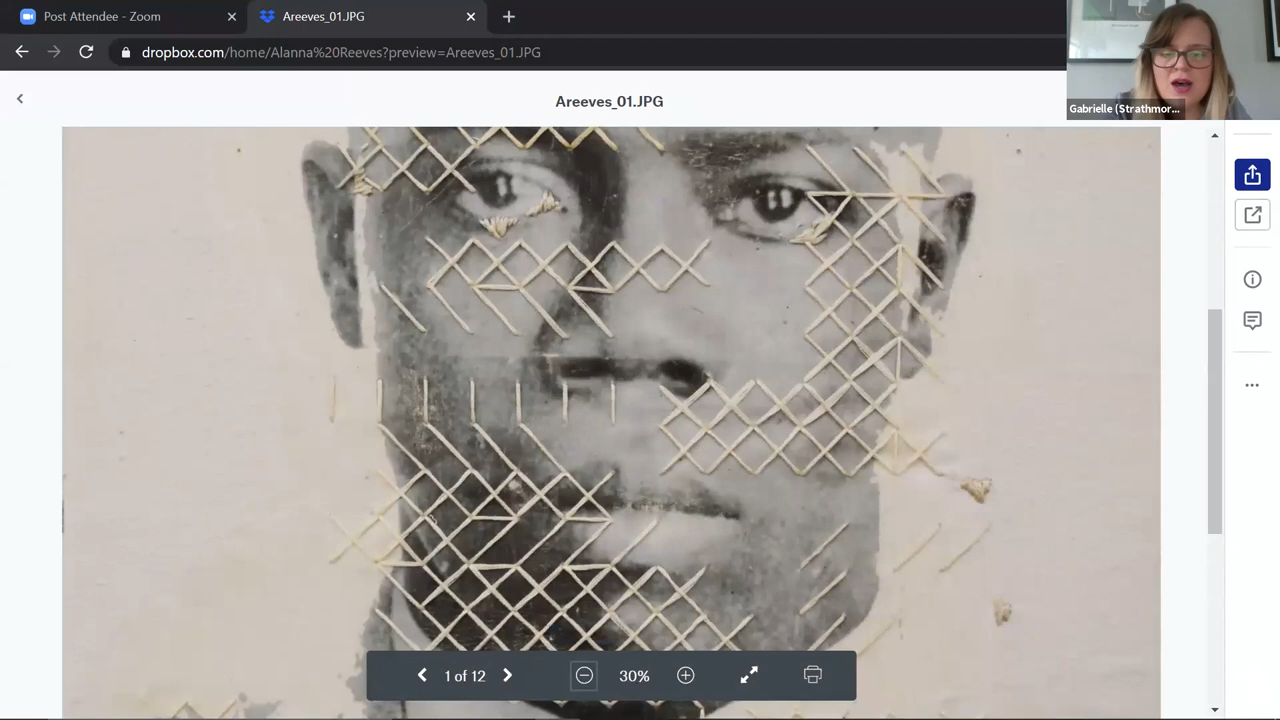 Post Attendee - Zoom
Areeves_01.JPG
dropbox.com/home/Alanna%20Reeves?preview=Areeves_01.JPG
Gabrielle (Strathmor...
Areeves_01.JPG
1 of 12
30%